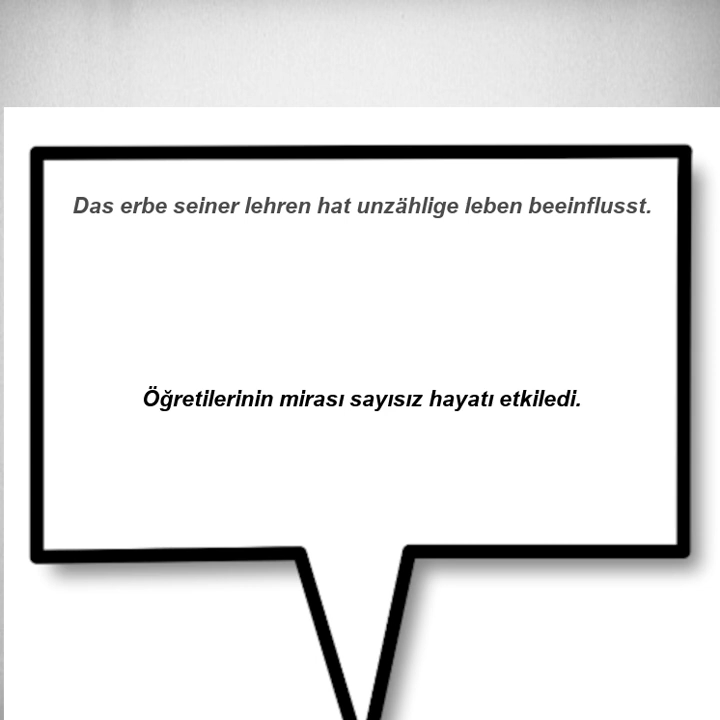 Das erbe seiner lehren hat unzählige leben beeinflusst.
Öğretilerinin mirası sayısız hayatı etkiledi.